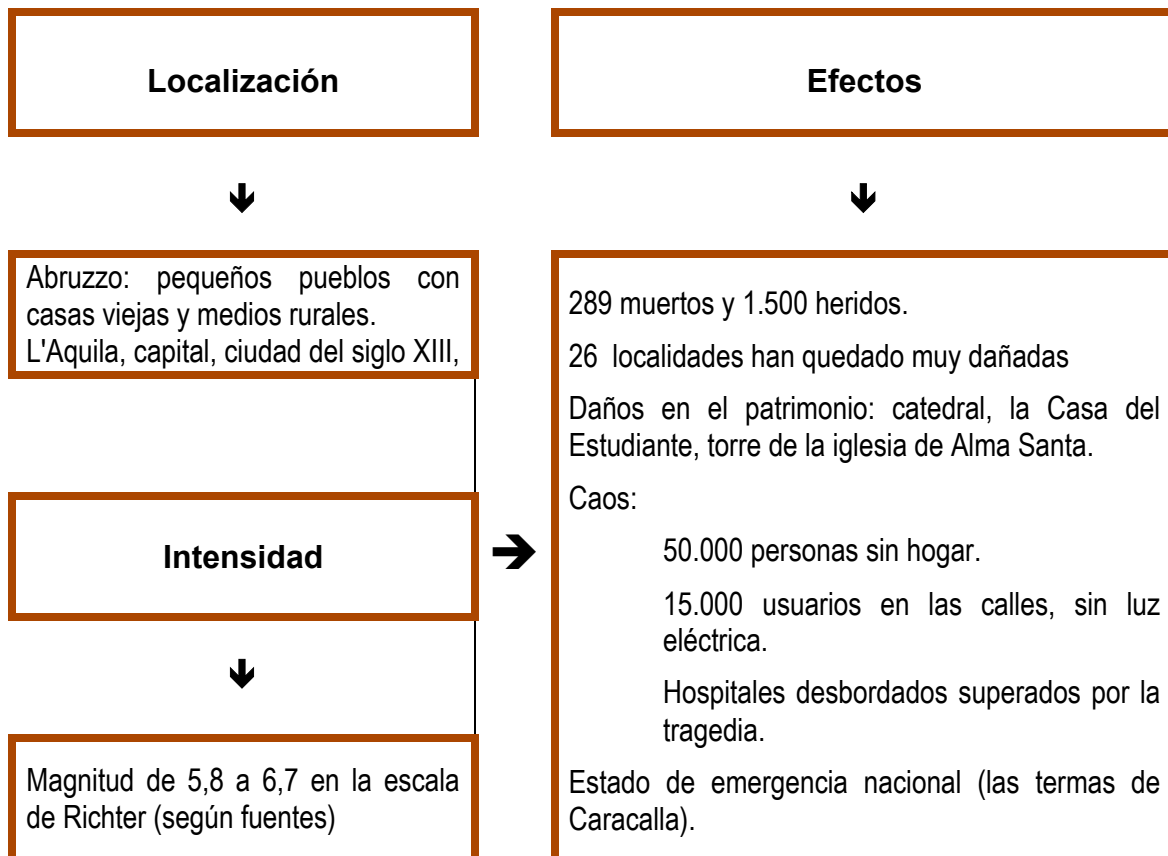 Localización
Abruzzo: pequeños pueblos con
casas viejas y medios rurales.
L'Aquila, capital, ciudad del siglo XIII,
Intensidad
Magnitud de 5,8 a 6,7 en la escala
de Richter (según fuentes)
Efectos
289 muertos y 1.500 heridos.
26 localidades han quedado muy dañadas
Daños en el patrimonio: catedral, la Casa del
Estudiante, torre de la iglesia de Alma Santa.
Caos:
50.000 personas sin hogar.
15.000 usuarios en las calles, sin luz
eléctrica.
Hospitales desbordados superados por la
tragedia.
Estado de emergencia nacional (las termas de
Caracalla).